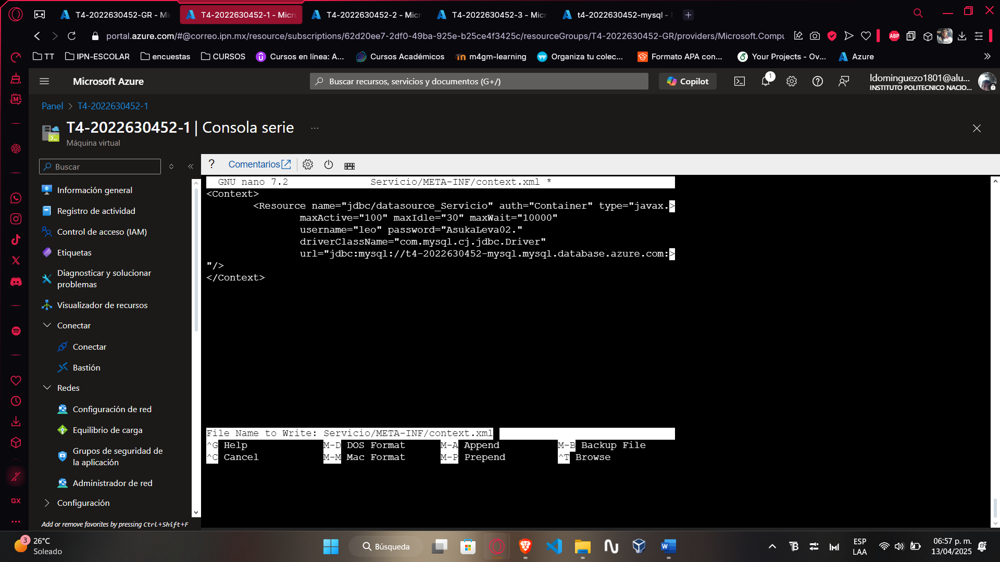 T4-2022630452-GR - Mi
T4-2022630452-1 - Micro
T4-2022630452-2 - Micr
T4-2022630452-3 - Micr
t4-2022630452-mysql -
portal.azure.com/#@correo.ipn.mx/resource/subscriptions/62d20ee7-2df0-49ba-925e-b25ce4f3425c/resourceGroups/T4-2022630452-GR/providers/Microsoft.Compu
ABP
TT
IPN-ESCOLAR
encuestas
CURSOS
Cursos en línea: A...
Cursos Académicos
m4gm-learning
Organiza tu colec...
Formato APA con...
Your Projects - Ov...
Azure
Microsoft Azure
Buscar recursos, servicios y documentos (G+/)
Copilot
1
ldominguezo1801@alu...
INSTITUTO POLITECNICO NACIO...
Panel > T4-2022630452-1
T4-2022630452-1 | Consola serie ...
Máquina virtual
Buscar
? Comentarios
Información general
Registro de actividad
Control de acceso (IAM)
Etiquetas
Diagnosticar y solucionar
problemas
Visualizador de recursos
Conectar
Conectar
Bastión
Redes
Configuración de red
Equilibrio de carga
Grupos de seguridad de
la aplicación
Administrador de red
Configuración
Add or remove favorites by pressing Ctrl+Shift+F
GNU nano 7.2 Servicio/META-INF/context.xml *
<Context>
<Resource name="jdbc/datasource_Servicio" auth="Container" type="javax.>
maxActive="100" maxIdle="30" maxWait="10000"
username="leo" password="AsukaLeva02."
driverClassName="com.mysql.cj.jdbc.Driver"
url="jdbc:mysql://t4-2022630452-mysql.mysql.database.azure.com:>
"/>
</Context>
File Name to Write: Servicio/META-INF/context.xml
^G Help M-D DOS Format M-A Append M-B Backup File
^C Cancel M-M Mac Format M-P Prepend ^T Browse
GX
3
26°C
Soleado
Búsqueda
ESP
LAA
06:57 p. m.
13/04/2025